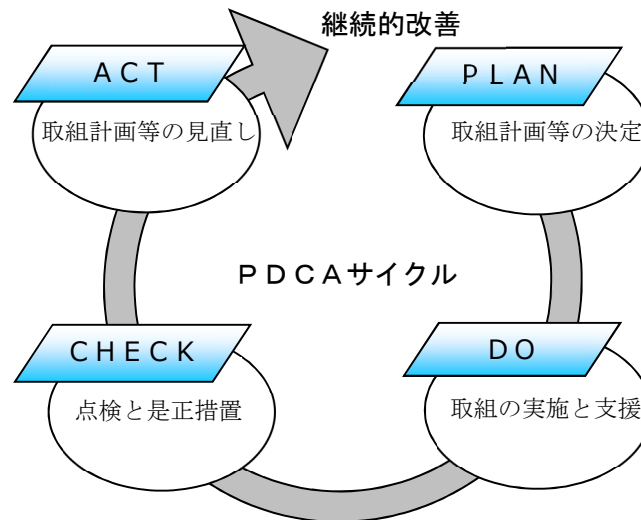 継続的改善
ACT
取組計画等の見直し
PLAN
取組計画等の決定
PDCAサイクル
CHECK
点検と是正措置
DO
取組の実施と支援